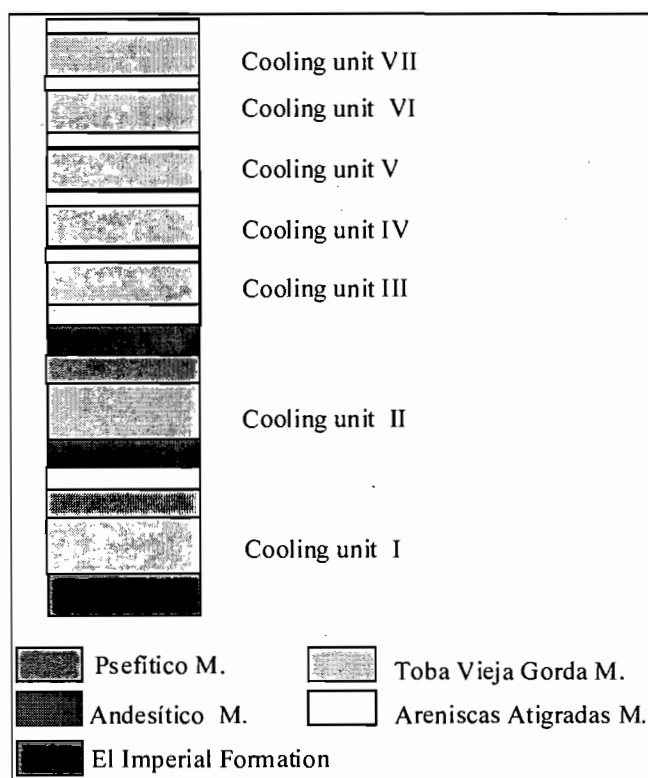 Cooling unit VII
Cooling unit VI
Cooling unit V
Cooling unit IV
Cooling unit III
Cooling unit II
Cooling unit I
Psefítico M.
Toba Vieja Gorda M.
Andesítico M.
Areniscas Atigradas M.
El Imperial Formation